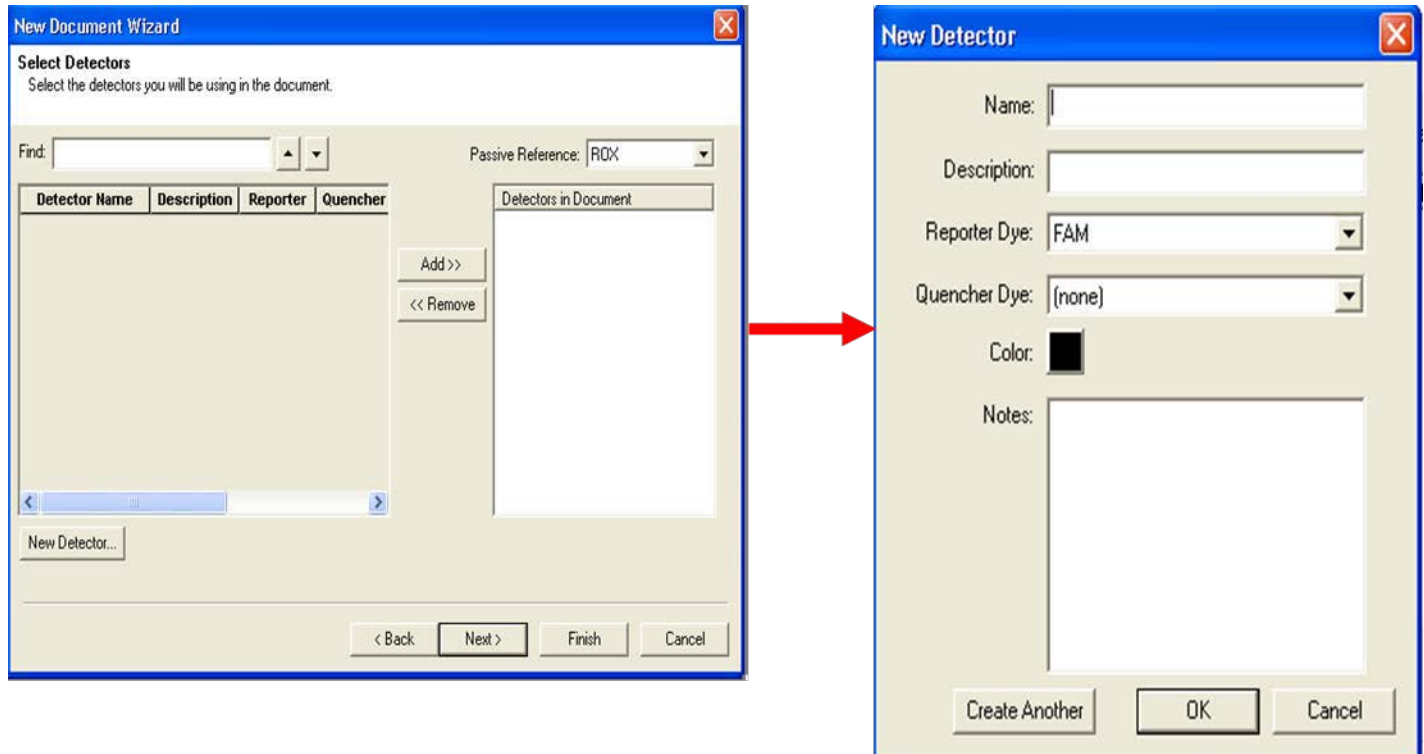 New Document Wizard
Select Detectors
Select the detectors you will be using in the document.
Find:
Passive Reference: ROX
Detector Name Description Reporter Quencher
Detectors in Document
Add >>
<< Remove
New Detector...
< Back Next > Finish Cancel
New Detector
Name:
Description:
Reporter Dye: FAM
Quencher Dye: (none)
Color:
Notes:
Create Another OK Cancel